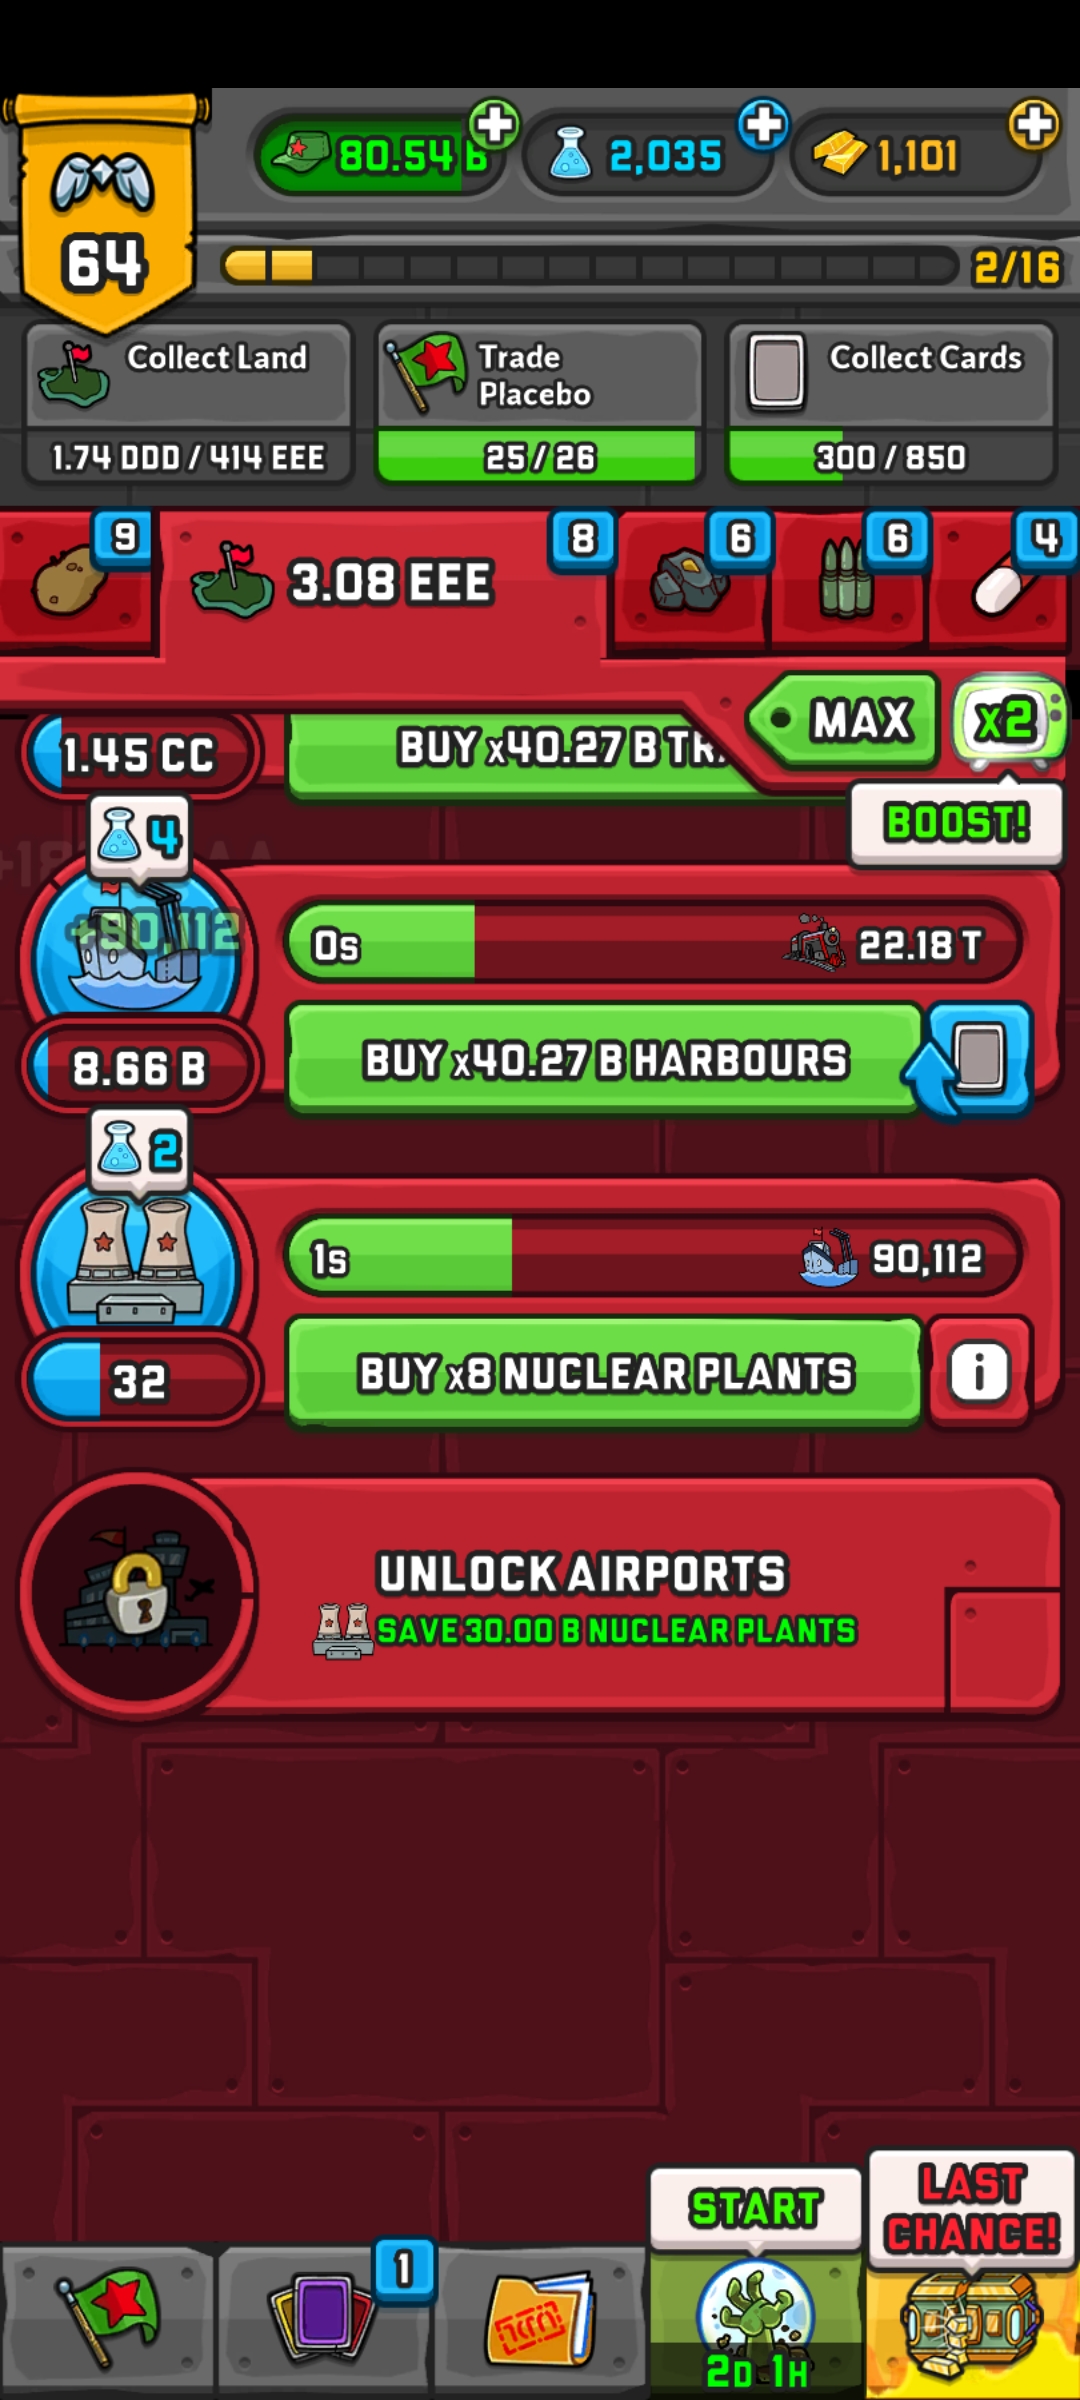 64
80.54 B
2,035
1,101
2/16
Collect Land
1.74 DDD / 414 EEE
Trade
Placebo
25 / 26
Collect Cards
300 / 850
9
3.08 EEE
8
6
6
4
MAX
x2
BOOST!
1.45 CC
BUY x40.27 B
4
+90,112
0s
22.18 T
8.66 B
BUY x40.27 B HARBOURS
2
1s
90,112
32
BUY x8 NUCLEAR PLANTS
i
UNLOCK AIRPORTS
SAVE 30.00 B NUCLEAR PLANTS
START
LAST
CHANCE!
1
2D 1H